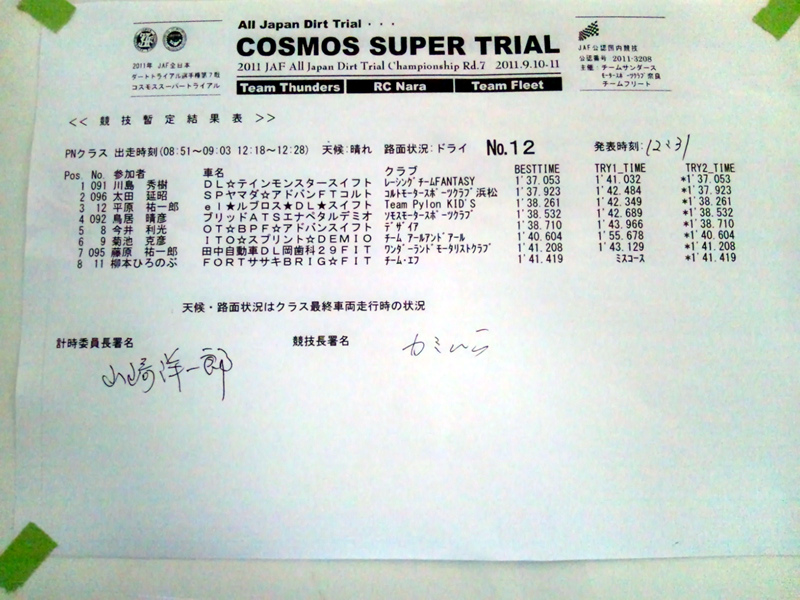 All Japan Dirt Trial・・・
COSMOS SUPER TRIAL
2011 JAF All Japan Dirt Trial Championship Rd.7 2011.9.10-11
Team Thunders RC Nara Team Fleet
2011年 JAF 全日本
ダートトライアル選手権第7戦
コスモススーパートライアル
JAF公認国内競技
公認番号:2011-3208
主催:チームサンダース
モータースポーツクラブ奈良
チームフリート
<< 競技暫定結果表 >>
PNクラス 出走時刻(08:51~09:03 12:18~12:28) 天候:晴れ 路面状況:ドライ No.12 発表時刻:12:31
Pos No. 参加者 車名 クラブ BESTTIME TRY1_TIME TRY2_TIME
1 091 川島 秀樹 DL☆テインモンスタースイフト レーシングチームFANTASY 1'37.053 1'41.032 *1'37.053
2 096 太田 延昭 SPヤマダ☆アドバンFTコルト コルトモータースポーツクラブ浜松 1'37.923 1'42.484 *1'37.923
3 12 平原 祐一郎 el★ルブロス★DL★スイフト Team Pylon KID'S 1'38.261 1'42.349 *1'38.261
4 092 鳥居 晴彦 ブリッドATSエナペタルデミオ ソモスモータースポーツクラブ 1'38.532 1'42.689 *1'38.532
5 8 今井 利光 OT☆BPF☆アドバンスイフト デザイア 1'38.710 1'43.966 *1'38.710
6 9 菊池 克彦 ITO☆スプリント☆DEMIO チーム アールアンドアール 1'40.604 1'55.678 *1'40.604
7 095 藤原 祐一郎 田中自動車DL岡歯科29FIT ワンダーランドモータリストクラブ 1'41.208 1'43.129 *1'41.208
8 11 柳本ひろのぶ FORTササキBRIG☆FIT チーム・エフ 1'41.419 ミスコース *1'41.419
天候・路面状況はクラス最終車両走行時の状況
計時委員長署名 競技長署名
山崎洋一郎